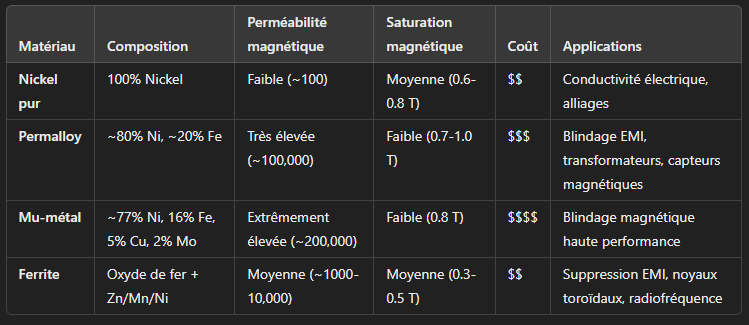 Matériau Composition Perméabilité magnétique Saturation magnétique Coût Applications
Nickel pur 100% Nickel Faible (~100) Moyenne (0.6-0.8 T) $$ Conductivité électrique, alliages
Permalloy ~80% Ni, ~20% Fe Très élevée (~100,000) Faible (0.7-1.0 T) $$$ Blindage EMI, transformateurs, capteurs magnétiques
Mu-métal ~77% Ni, 16% Fe, 5% Cu, 2% Mo Extrêmement élevée (~200,000) Faible (0.8 T) $$$$ Blindage magnétique haute performance
Ferrite Oxyde de fer + Zn/Mn/Ni Moyenne (~1000-10,000) Moyenne (0.3-0.5 T) $$ Suppression EMI, noyaux toroïdaux, radiofréquence